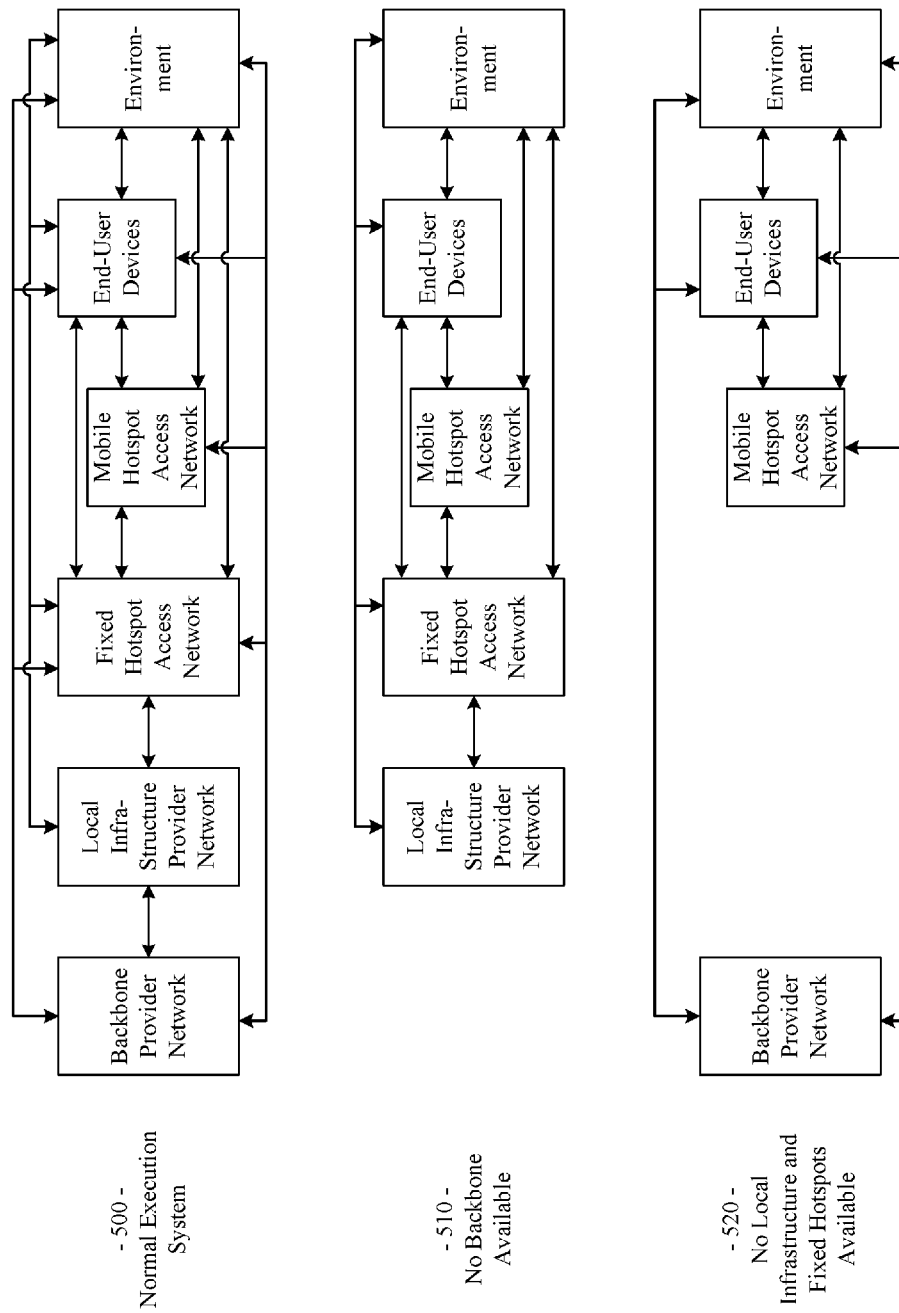 - 500 -
Normal Execution
System
Backbone
Provider
Network
Local
Infra-
Structure
Provider
Network
Fixed
Hotspot
Access
Network
Mobile
Hotspot
Access
Network
End-User
Devices
Environ-
ment
- 510 -
No Backbone
Available
Local
Infra-
Structure
Provider
Network
Fixed
Hotspot
Access
Network
Mobile
Hotspot
Access
Network
End-User
Devices
Environ-
ment
- 520 -
No Local
Infrastructure and
Fixed Hotspots
Available
Backbone
Provider
Network
Mobile
Hotspot
Access
Network
End-User
Devices
Environ-
ment